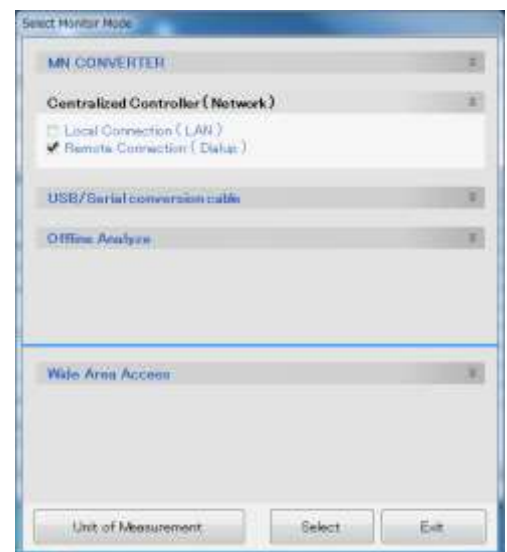 Select Monitor Mode
MN CONVERTER
Centralized Controller ( Network )
Local Connection ( LAN )
Remote Connection ( Dialup )
USB/Serial conversion cable
Offline Analyze
Wide Area Access
Unit of Measurement
Select
Exit